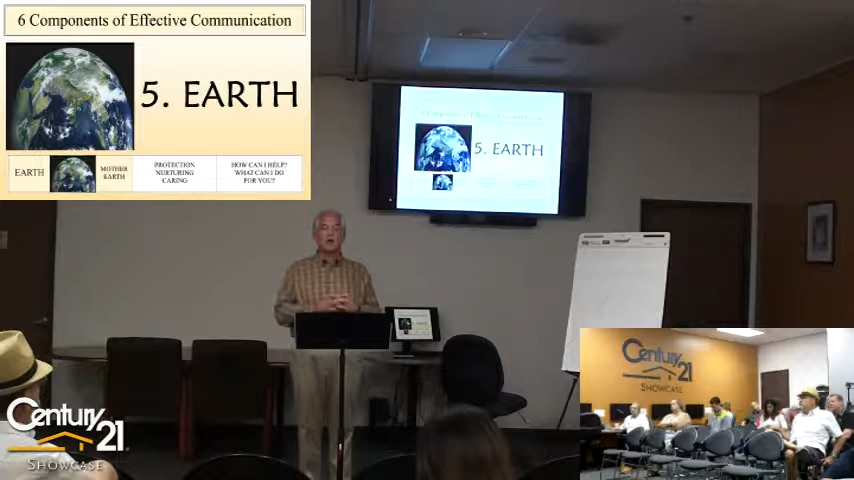 6 Components of Effective Communication
5. EARTH
EARTH
MOTHER
EARTH
PROTECTION
NURTURING
CARING
HOW CAN I HELP?
WHAT CAN I DO
FOR YOU?
5. EARTH
CENTURY 21
SHOWCASE
CENTURY 21
SHOWCASE